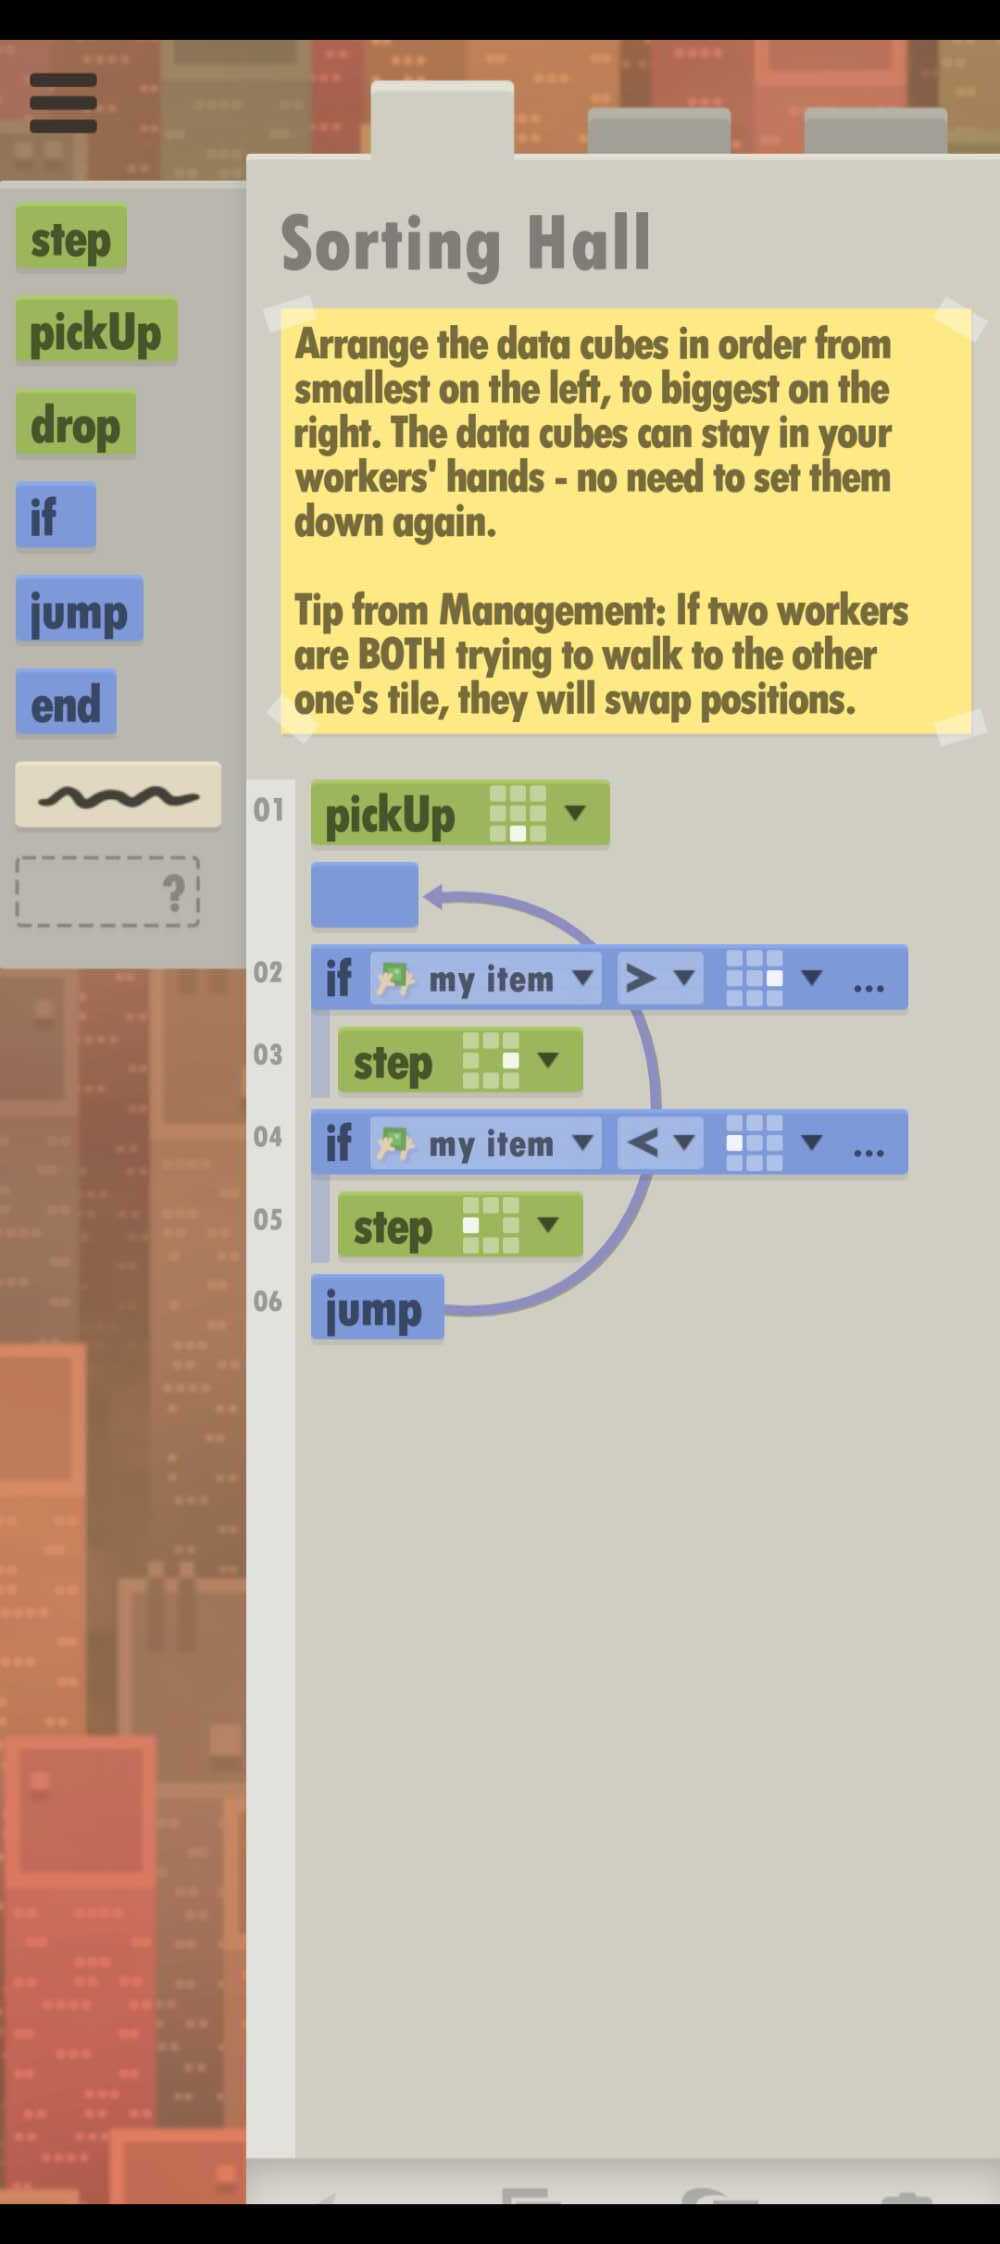 step
pickUp
drop
if
jump
end
?
Sorting Hall
Arrange the data cubes in order from
smallest on the left, to biggest on the
right. The data cubes can stay in your
workers' hands - no need to set them
down again.
Tip from Management: If two workers
are BOTH trying to walk to the other
one's tile, they will swap positions.
01 pickUp
02 if my item > ...
03 step
04 if my item < ...
05 step
06 jump